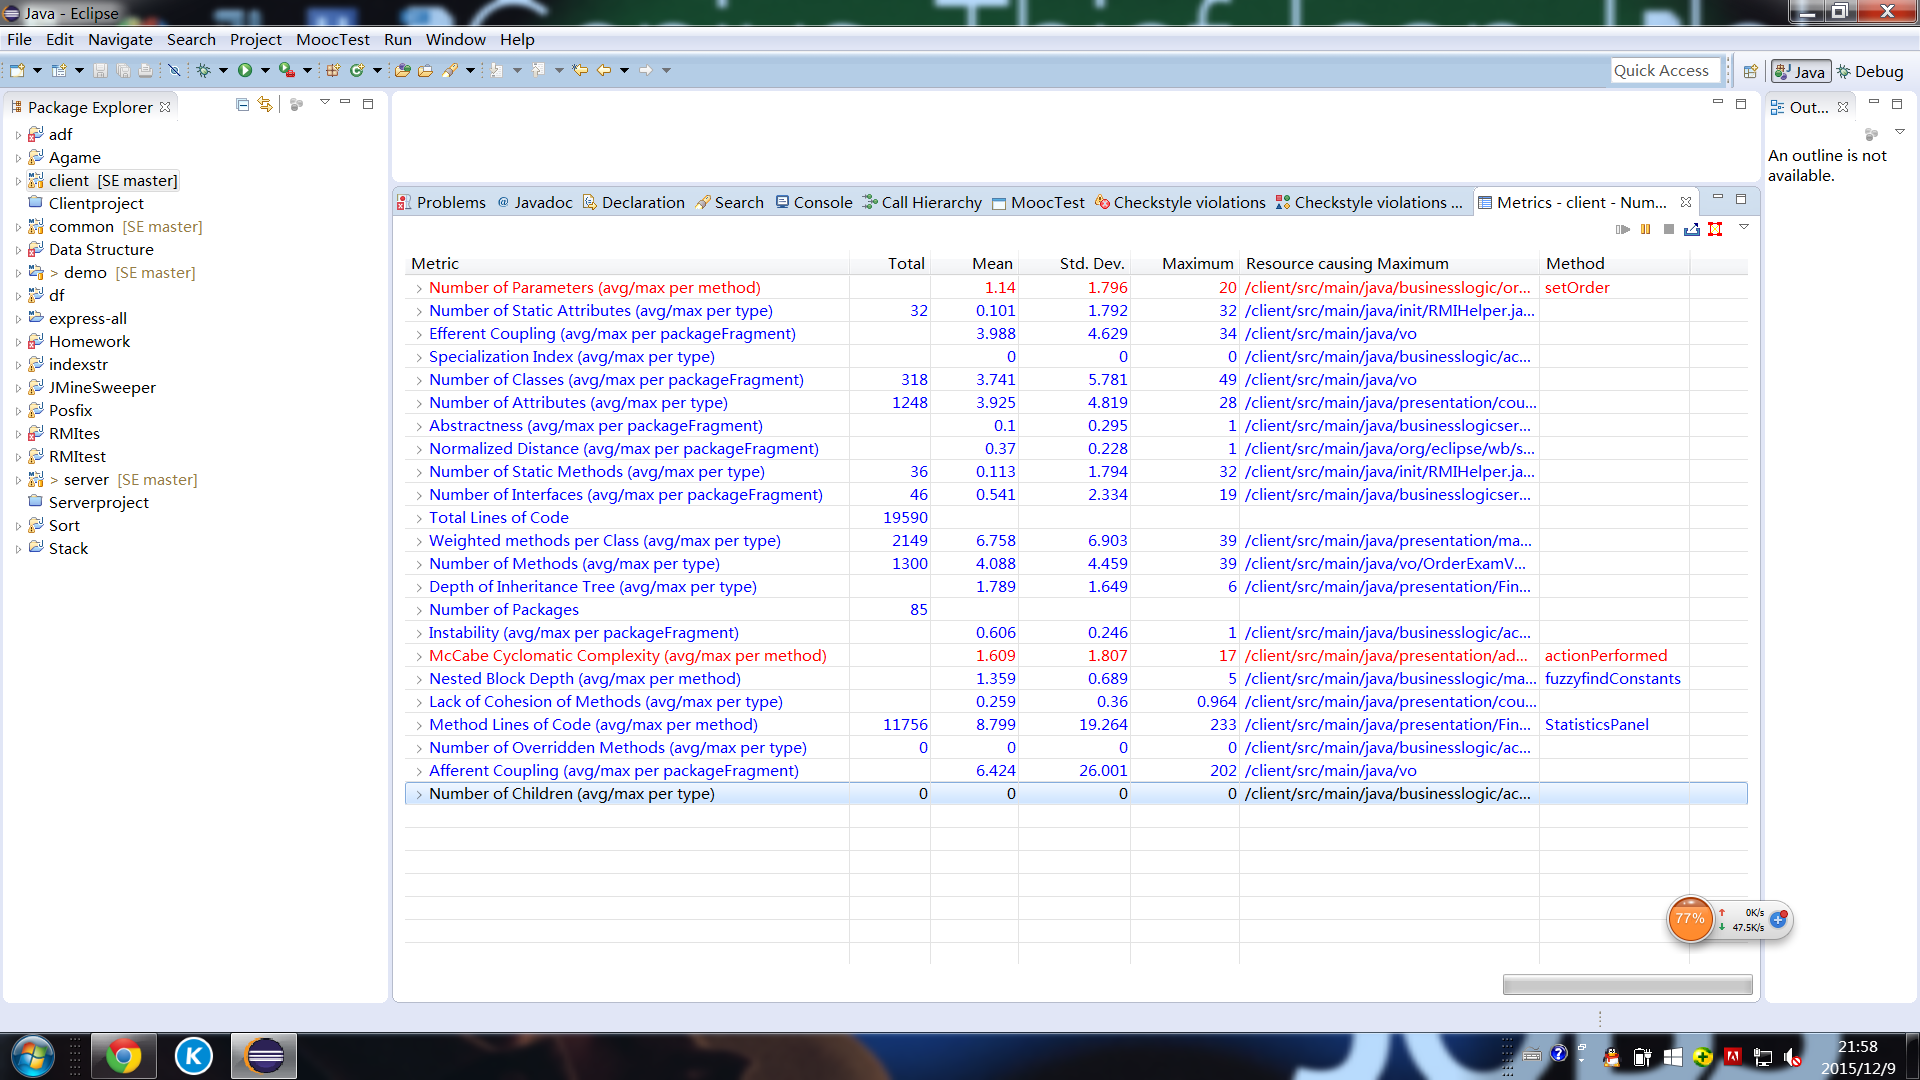 Java - Eclipse
File Edit Navigate Search Project MoocTest Run Window Help
Quick Access Java Debug
Package Explorer
adf
Agame
client [SE master]
Clientproject
common [SE master]
Data Structure
> demo [SE master]
df
express-all
Homework
indexstr
JMineSweeper
Posfix
RMItes
RMItest
> server [SE master]
Serverproject
Sort
Stack
Problems @ Javadoc Declaration Search Console Call Hierarchy MoocTest Checkstyle violations Checkstyle violations ... Metrics - client - Num...
Metric Total Mean Std. Dev. Maximum Resource causing Maximum Method
Number of Parameters (avg/max per method) 1.14 1.796 20 /client/src/main/java/businesslogic/or... setOrder
Number of Static Attributes (avg/max per type) 32 0.101 1.792 32 /client/src/main/java/init/RMIHelper.ja...
Efferent Coupling (avg/max per packageFragment) 3.988 4.629 34 /client/src/main/java/vo
Specialization Index (avg/max per type) 0 0 0 /client/src/main/java/businesslogic/ac...
Number of Classes (avg/max per packageFragment) 318 3.741 5.781 49 /client/src/main/java/vo
Number of Attributes (avg/max per type) 1248 3.925 4.819 28 /client/src/main/java/presentation/cou...
Abstractness (avg/max per packageFragment) 0.1 0.295 1 /client/src/main/java/businesslogicser...
Normalized Distance (avg/max per packageFragment) 0.37 0.228 1 /client/src/main/java/org/eclipse/wb/s...
Number of Static Methods (avg/max per type) 36 0.113 1.794 32 /client/src/main/java/init/RMIHelper.ja...
Number of Interfaces (avg/max per packageFragment) 46 0.541 2.334 19 /client/src/main/java/businesslogicser...
Total Lines of Code 19590
Weighted methods per Class (avg/max per type) 2149 6.758 6.903 39 /client/src/main/java/presentation/ma...
Number of Methods (avg/max per type) 1300 4.088 4.459 39 /client/src/main/java/vo/OrderExamV...
Depth of Inheritance Tree (avg/max per type) 1.789 1.649 6 /client/src/main/java/presentation/Fin...
Number of Packages 85
Instability (avg/max per packageFragment) 0.606 0.246 1 /client/src/main/java/businesslogic/ac...
McCabe Cyclomatic Complexity (avg/max per method) 1.609 1.807 17 /client/src/main/java/presentation/ad... actionPerformed
Nested Block Depth (avg/max per method) 1.359 0.689 5 /client/src/main/java/businesslogic/ma... fuzzyfindConstants
Lack of Cohesion of Methods (avg/max per type) 0.259 0.36 0.964 /client/src/main/java/presentation/cou...
Method Lines of Code (avg/max per method) 11756 8.799 19.264 233 /client/src/main/java/presentation/Fin... StatisticsPanel
Number of Overridden Methods (avg/max per type) 0 0 0 0 /client/src/main/java/businesslogic/ac...
Afferent Coupling (avg/max per packageFragment) 6.424 26.001 202 /client/src/main/java/vo
Number of Children (avg/max per type) 0 0 0 0 /client/src/main/java/businesslogic/ac...
Out...
An outline is not
available.
77%
0K/s
47.5K/s
21:58
2015/12/9